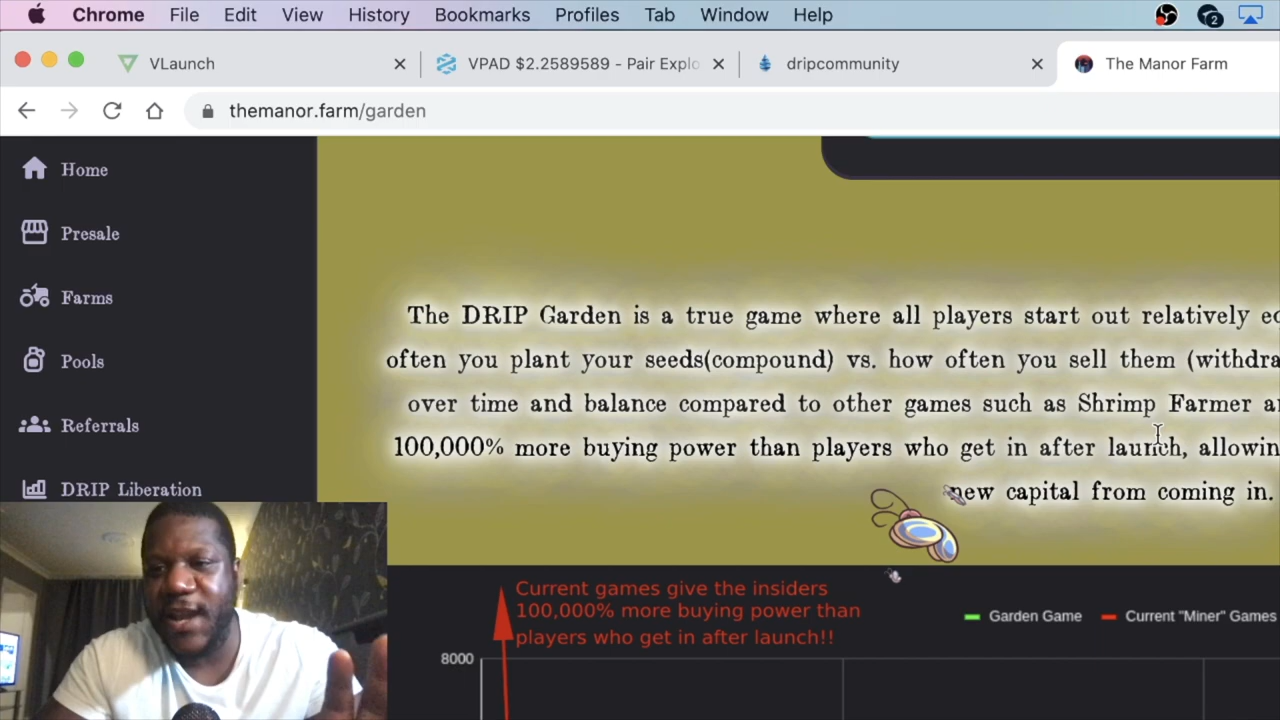 Chrome File Edit View History Bookmarks Profiles Tab Window Help
2
VLaunch
VPAD $2.2589589 - Pair Explo
dripcommunity
The Manor Farm
themanor.farm/garden
Home
Presale
Farms
Pools
Referrals
DRIP Liberation
The DRIP Garden is a true game where all players start out relatively
often you plant your seeds(compound) vs. how often you sell them (withdra
over time and balance compared to other games such as Shrimp Farmer
100,000% more buying power than players who get in after launch, allowin
new capital from coming in.
Current games give the insiders
100,000% more buying power than
players who get in after launch!!
Garden Game
Current "Miner" Games
8000